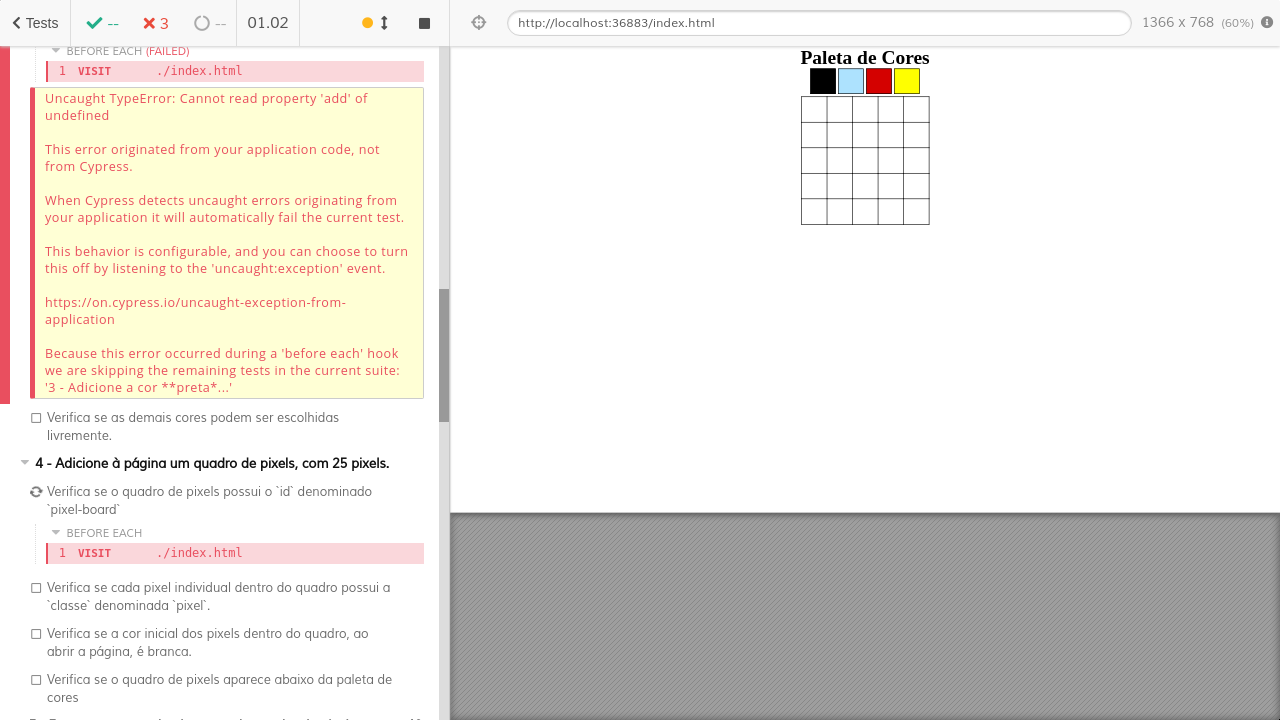 Tests
--
3
--
01.02
http://localhost:36883/index.html
1366 x 768 (60%)
BEFORE EACH (FAILED)
1 VISIT ./index.html
Uncaught TypeError: Cannot read property 'add' of
undefined
This error originated from your application code, not
from Cypress.
When Cypress detects uncaught errors originating from
your application it will automatically fail the current test.
This behavior is configurable, and you can choose to turn
this off by listening to the 'uncaught:exception' event.
https://on.cypress.io/uncaught-exception-from-
application
Because this error occurred during a 'before each' hook
we are skipping the remaining tests in the current suite:
'3 - Adicione a cor **preta*...'
Verifica se as demais cores podem ser escolhidas
livremente.
4 - Adicione à página um quadro de pixels, com 25 pixels.
Verifica se o quadro de pixels possui o `id` denominado
`pixel-board`
BEFORE EACH
1 VISIT ./index.html
Verifica se cada pixel individual dentro do quadro possui a
`classe` denominada `pixel`.
Verifica se a cor inicial dos pixels dentro do quadro, ao
abrir a página, é branca.
Verifica se o quadro de pixels aparece abaixo da paleta de
cores
Paleta de Cores